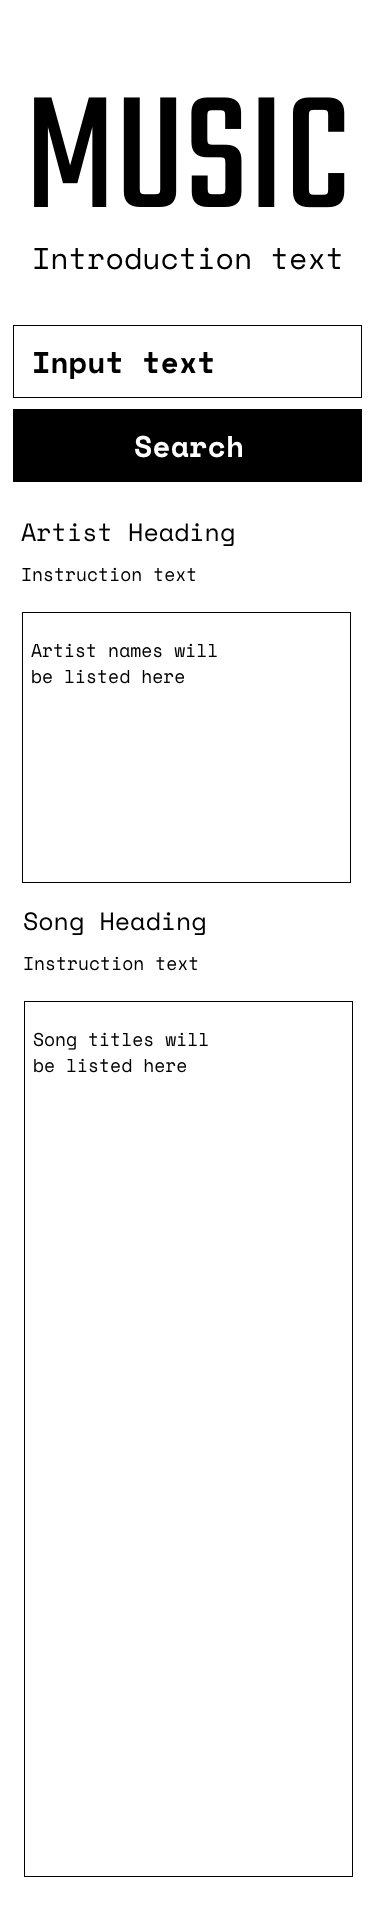 MUSIC
Introduction text
Input text
Search
Artist Heading
Instruction text
Artist names will
be listed here
Song Heading
Instruction text
Song titles will
be listed here